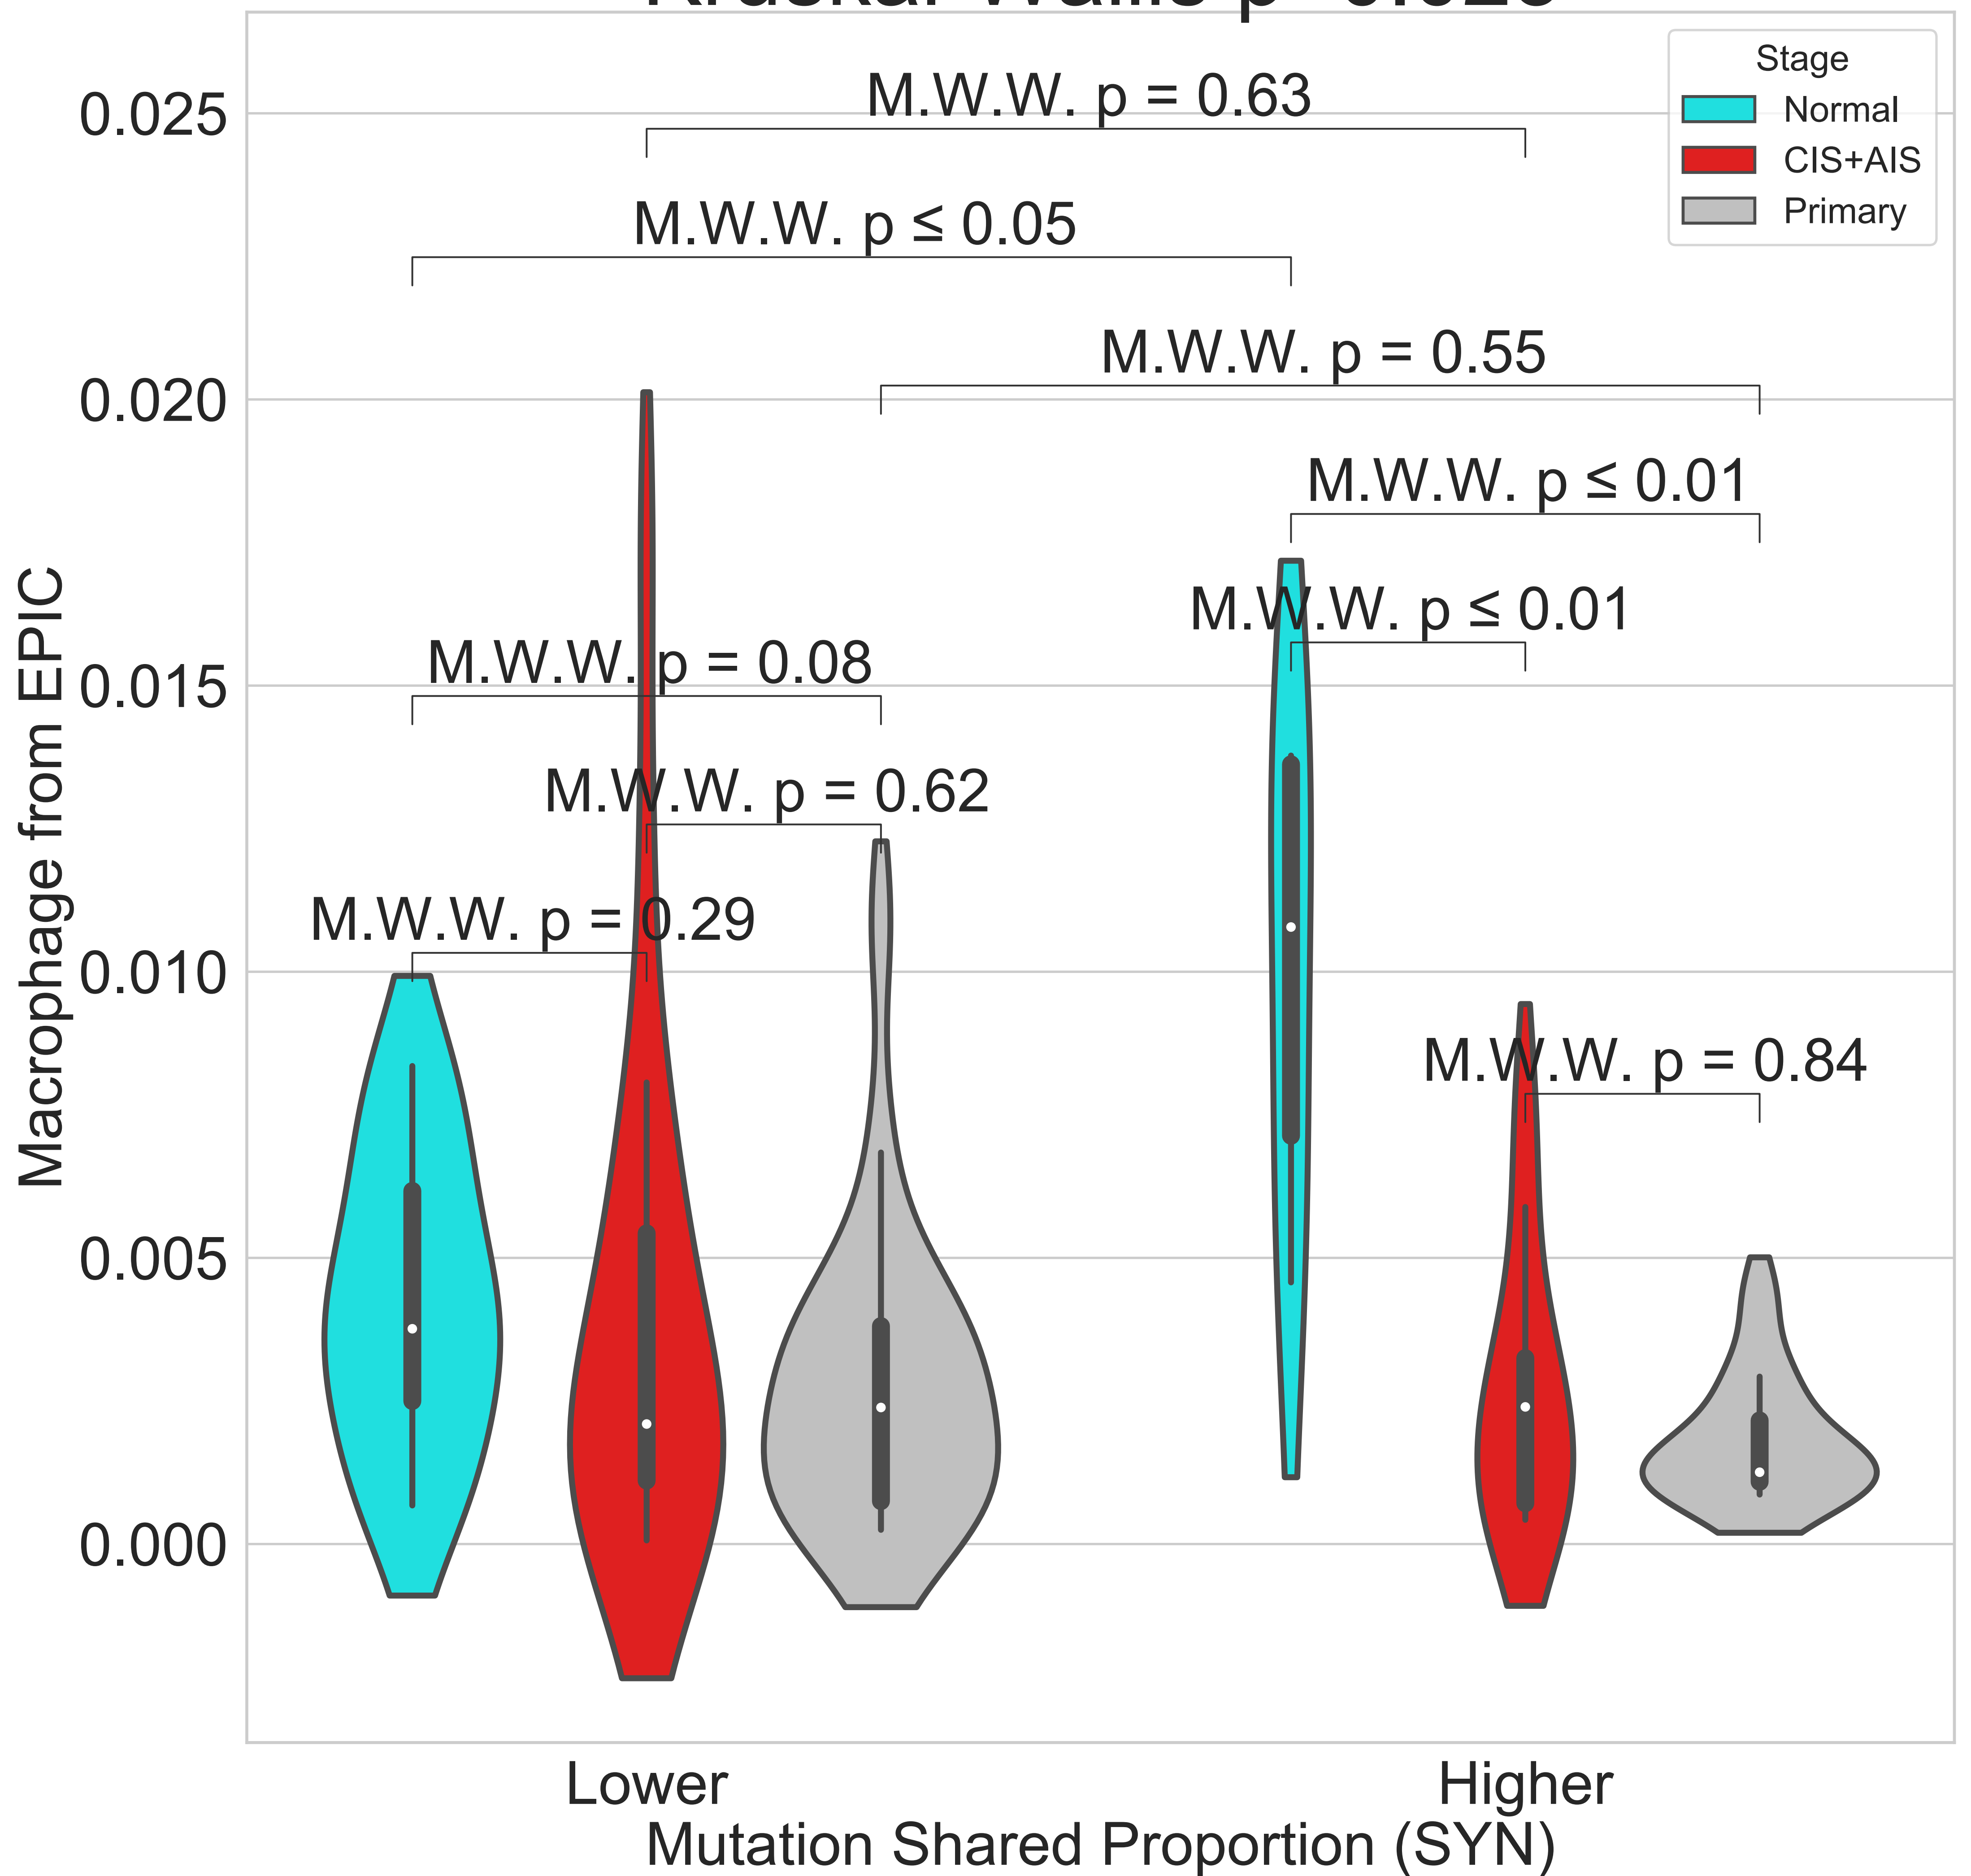 Kruskal-Wallis p
Stage
Normal
CIS+AIS
Primary
M.W.W. p = 0.63
M.W.W. p ≤ 0.05
M.W.W. p = 0.55
M.W.W. p ≤ 0.01
M.W.W. p ≤ 0.01
M.W.W. p = 0.08
M.W.W. p = 0.62
M.W.W. p = 0.29
M.W.W. p = 0.84
0.025
0.020
0.015
0.010
0.005
0.000
Macrophage from EPIC
Lower
Higher
Mutation Shared Proportion (SYN)